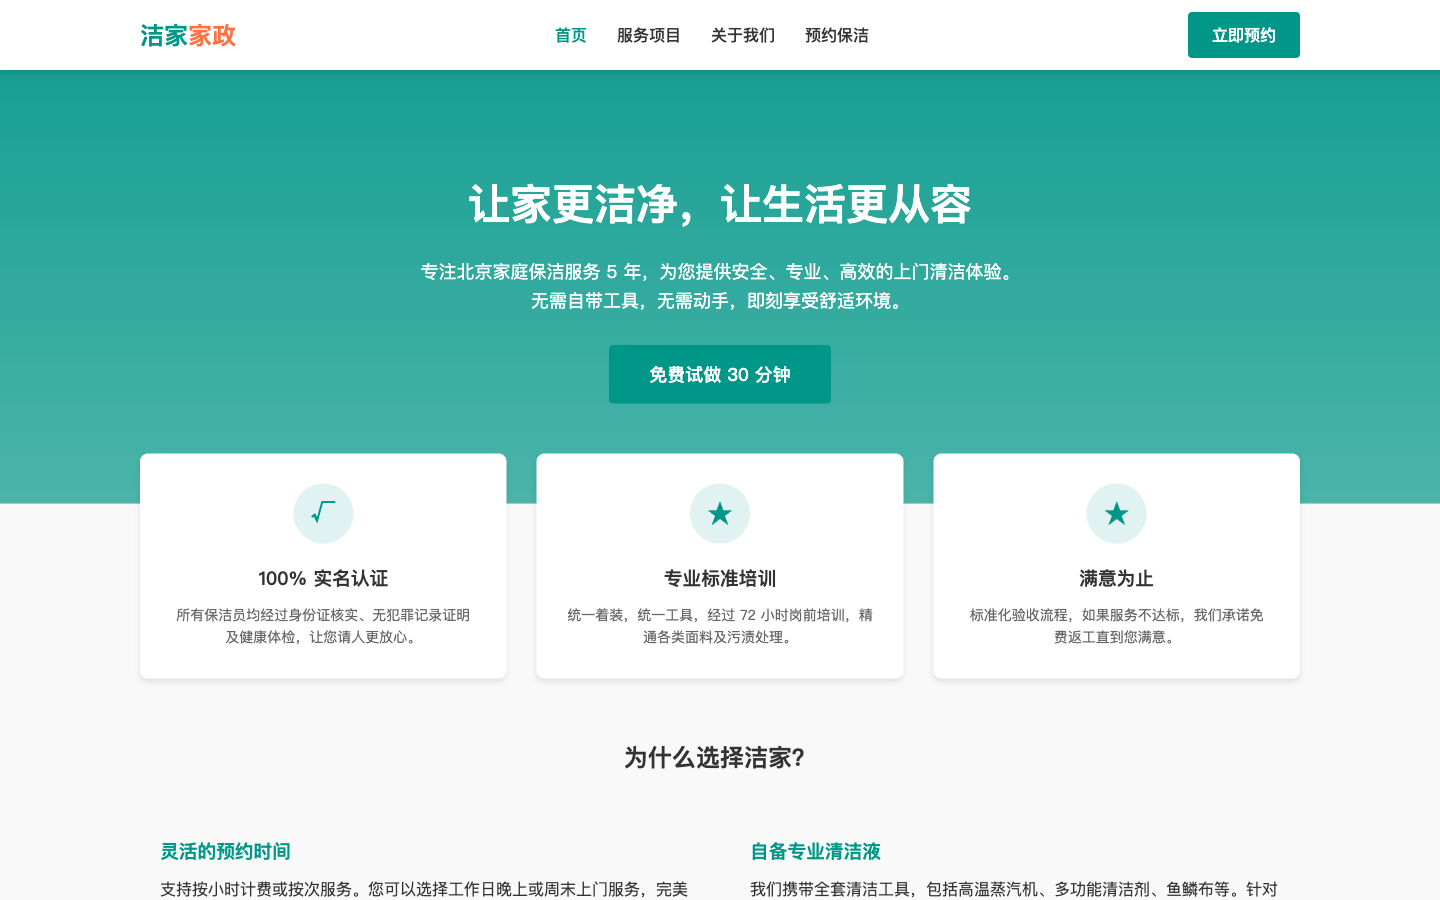 洁家家政
首页
服务项目
关于我们
预约保洁
立即预约
让家更洁净，让生活更从容
专注北京家庭保洁服务 5 年，为您提供安全、专业、高效的上门清洁体验。
无需自带工具，无需动手，即刻享受舒适环境。
免费试做 30 分钟
√
★
★
100% 实名认证
所有保洁员均经过身份证核实、无犯罪记录证明
及健康体检，让您请人更放心。
专业标准培训
统一着装，统一工具，经过 72 小时岗前培训，精
通各类面料及污渍处理。
满意为止
标准化验收流程，如果服务不达标，我们承诺免
费返工直到您满意。
为什么选择洁家？
灵活的预约时间
支持按小时计费或按次服务。您可以选择工作日晚上或周末上门服务，完美
自备专业清洁液
我们携带全套清洁工具，包括高温蒸汽机、多功能清洁剂、鱼鳞布等。针对